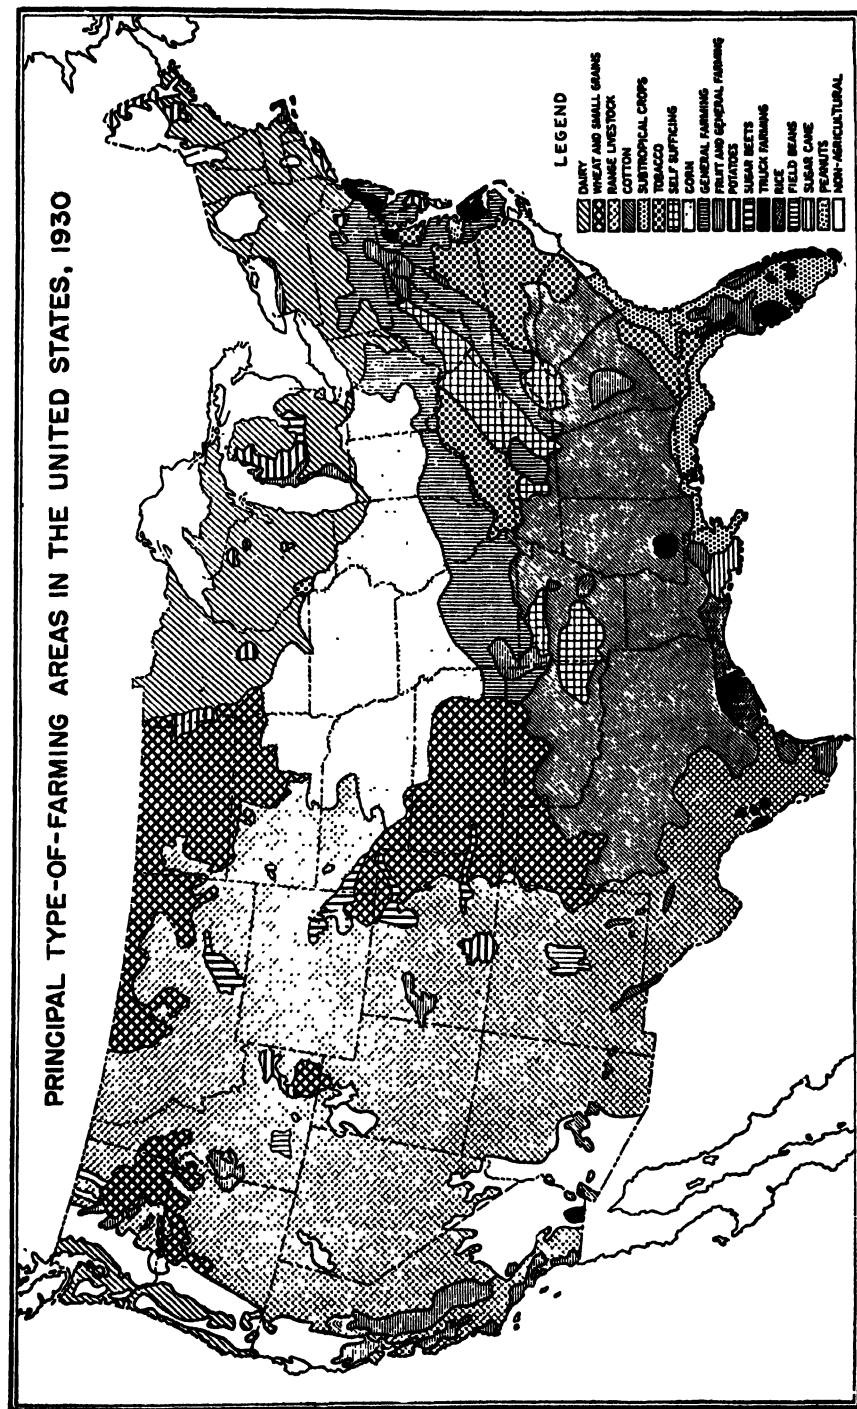 PRINCIPAL TYPE-OF-FARMING AREAS IN THE UNITED STATES, 1930
LEGEND
DAIRY
WHEAT AND SMALL GRAINS
RANGE LIVESTOCK
COTTON
SUBTROPICAL CROPS
TOBACCO
SELF SUFFICING
CORN
GENERAL FARMING
FRUIT AND GENERAL FARMING
POTATOES
SUGAR BEETS
TRUCK FARMING
RICE
FIELD BEANS
SUGAR CANE
PEANUTS
NON-AGRICULTURAL